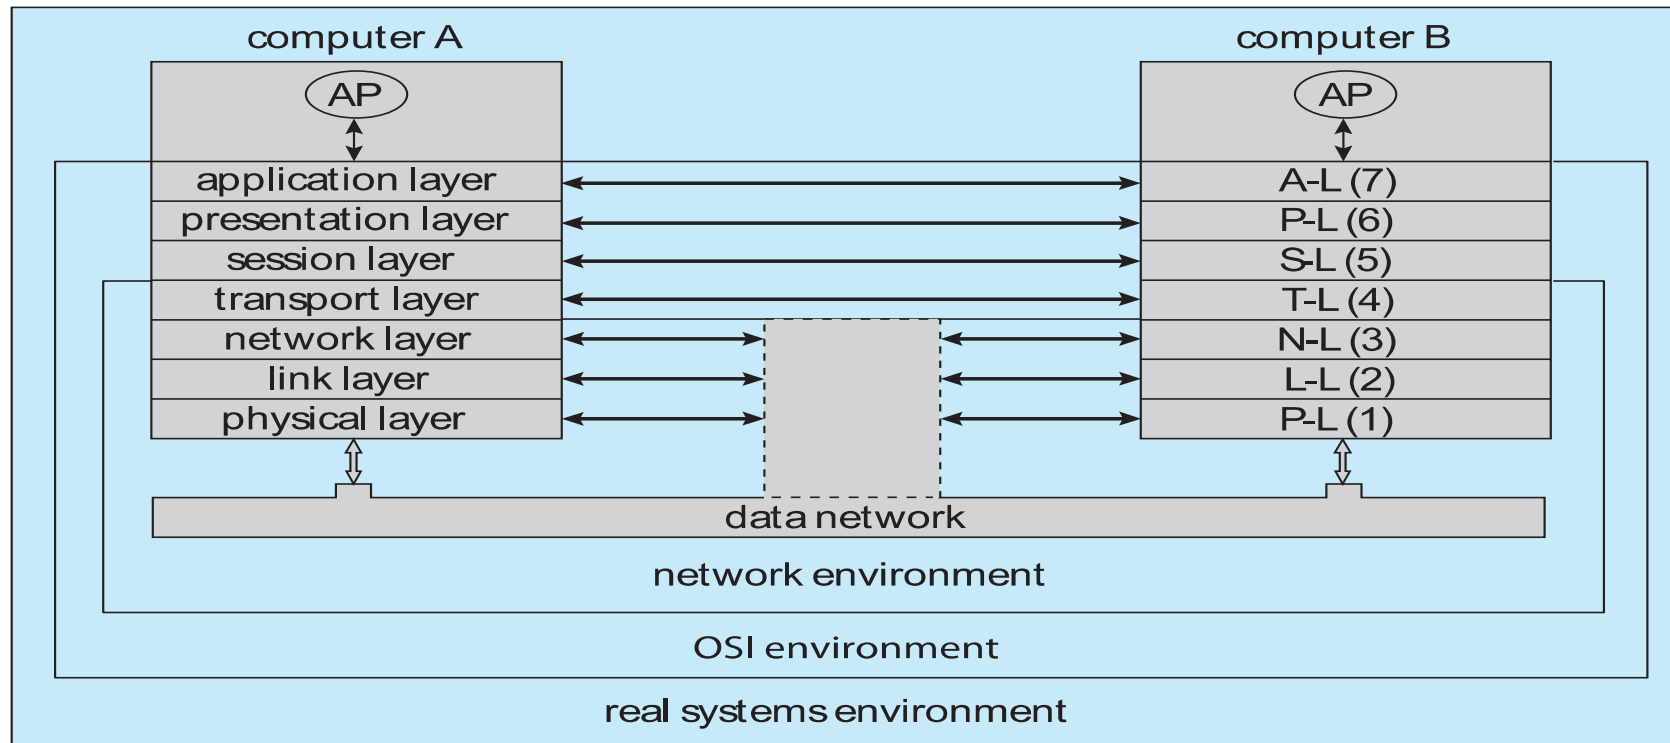 computer A
computer B
AP
AP
application layer
A-L (7)
presentation layer
P-L (6)
session layer
S-L (5)
transport layer
T-L (4)
network layer
N-L (3)
link layer
L-L (2)
physical layer
P-L (1)
data network
network environment
OSI environment
real systems environment